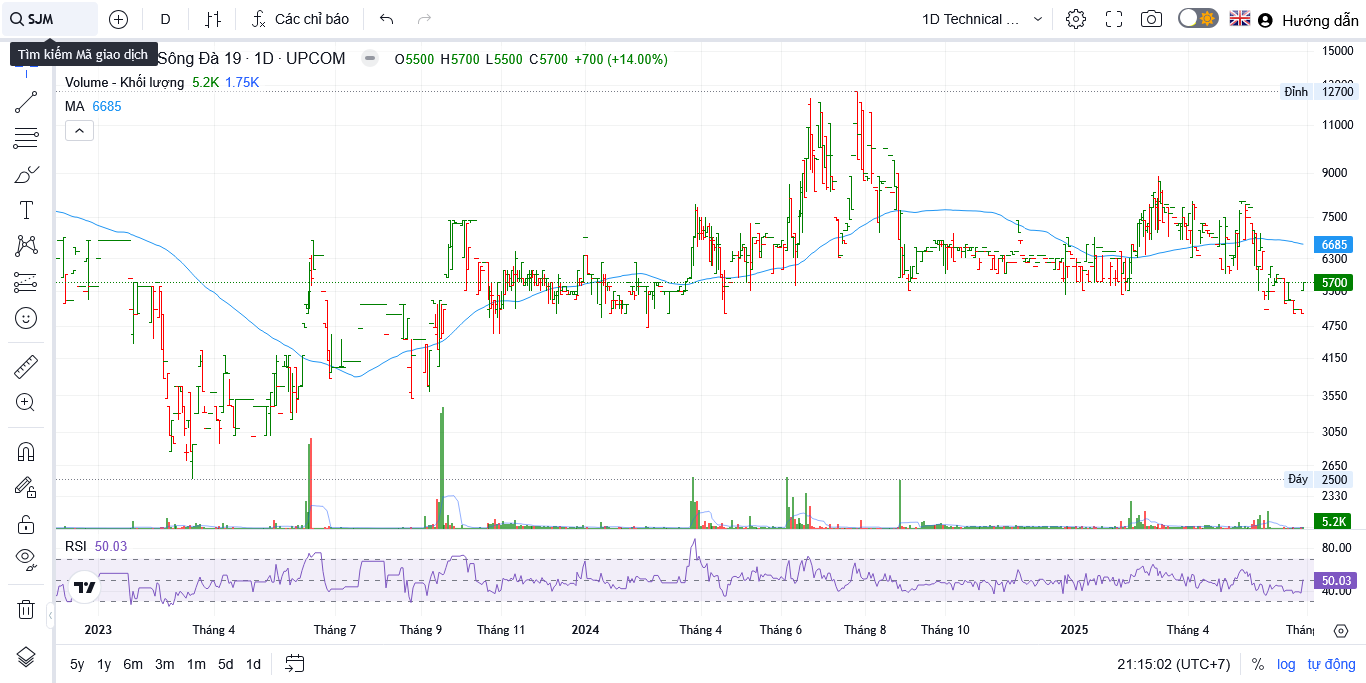 SJM
D
Các chỉ báo
1D Technical ...
Hướng dẫn
Tìm kiếm Mã giao dịch
Sông Đà 19 · 1D · UPCOM
O5500 H5700 L5500 C5700 +700 (+14.00%)
Volume - Khối lượng 5.2K 1.75K
MA 6685
15000
Đỉnh 12700
11000
9000
7500
6685
6300
5700
4750
4150
3550
3050
2650
Đáy 2500
2330
5.2K
RSI 50.03
80.00
50.03
40.00
2023 Tháng 4 Tháng 7 Tháng 9 Tháng 11 2024 Tháng 4 Tháng 6 Tháng 8 Tháng 10 2025 Tháng 4 Thán
5y 1y 6m 3m 1m 5d 1d
21:15:02 (UTC+7) % log tự động